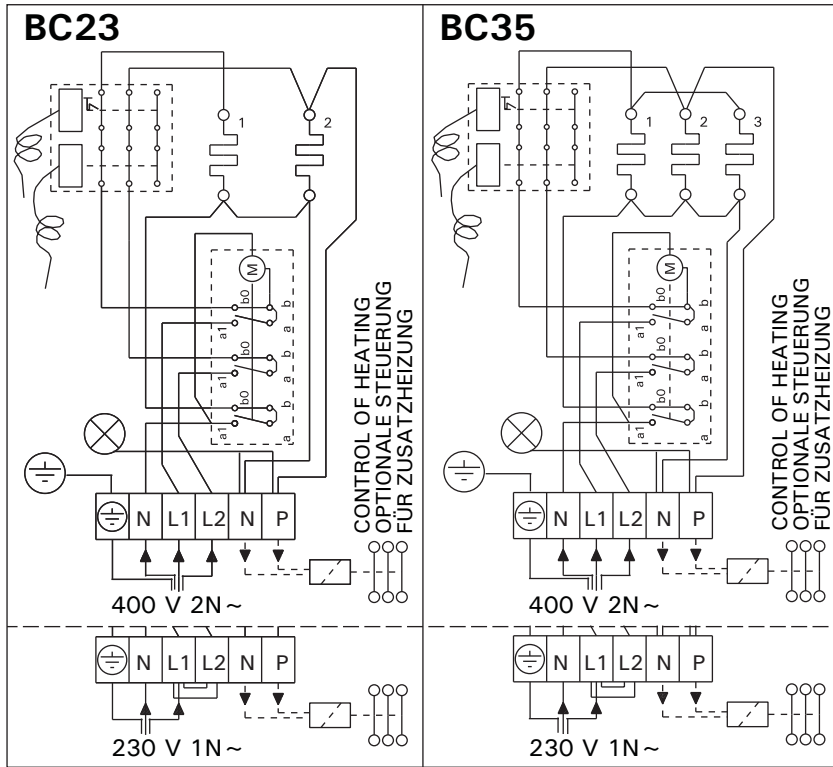 BC23
1 2
M
b0 b
a1 a
b0 b
a1 a
b0 b
a1 a
CONTROL OF HEATING
OPTIONALE STEUERUNG
FÜR ZUSATZHEIZUNG
N L1 L2 N P
400 V 2N~
N L1 L2 N P
230 V 1N~
BC35
1 2 3
M
b0 b
a1 a
b0 b
a1 a
b0 b
a1 a
CONTROL OF HEATING
OPTIONALE STEUERUNG
FÜR ZUSATZHEIZUNG
N L1 L2 N P
400 V 2N~
N L1 L2 N P
230 V 1N~